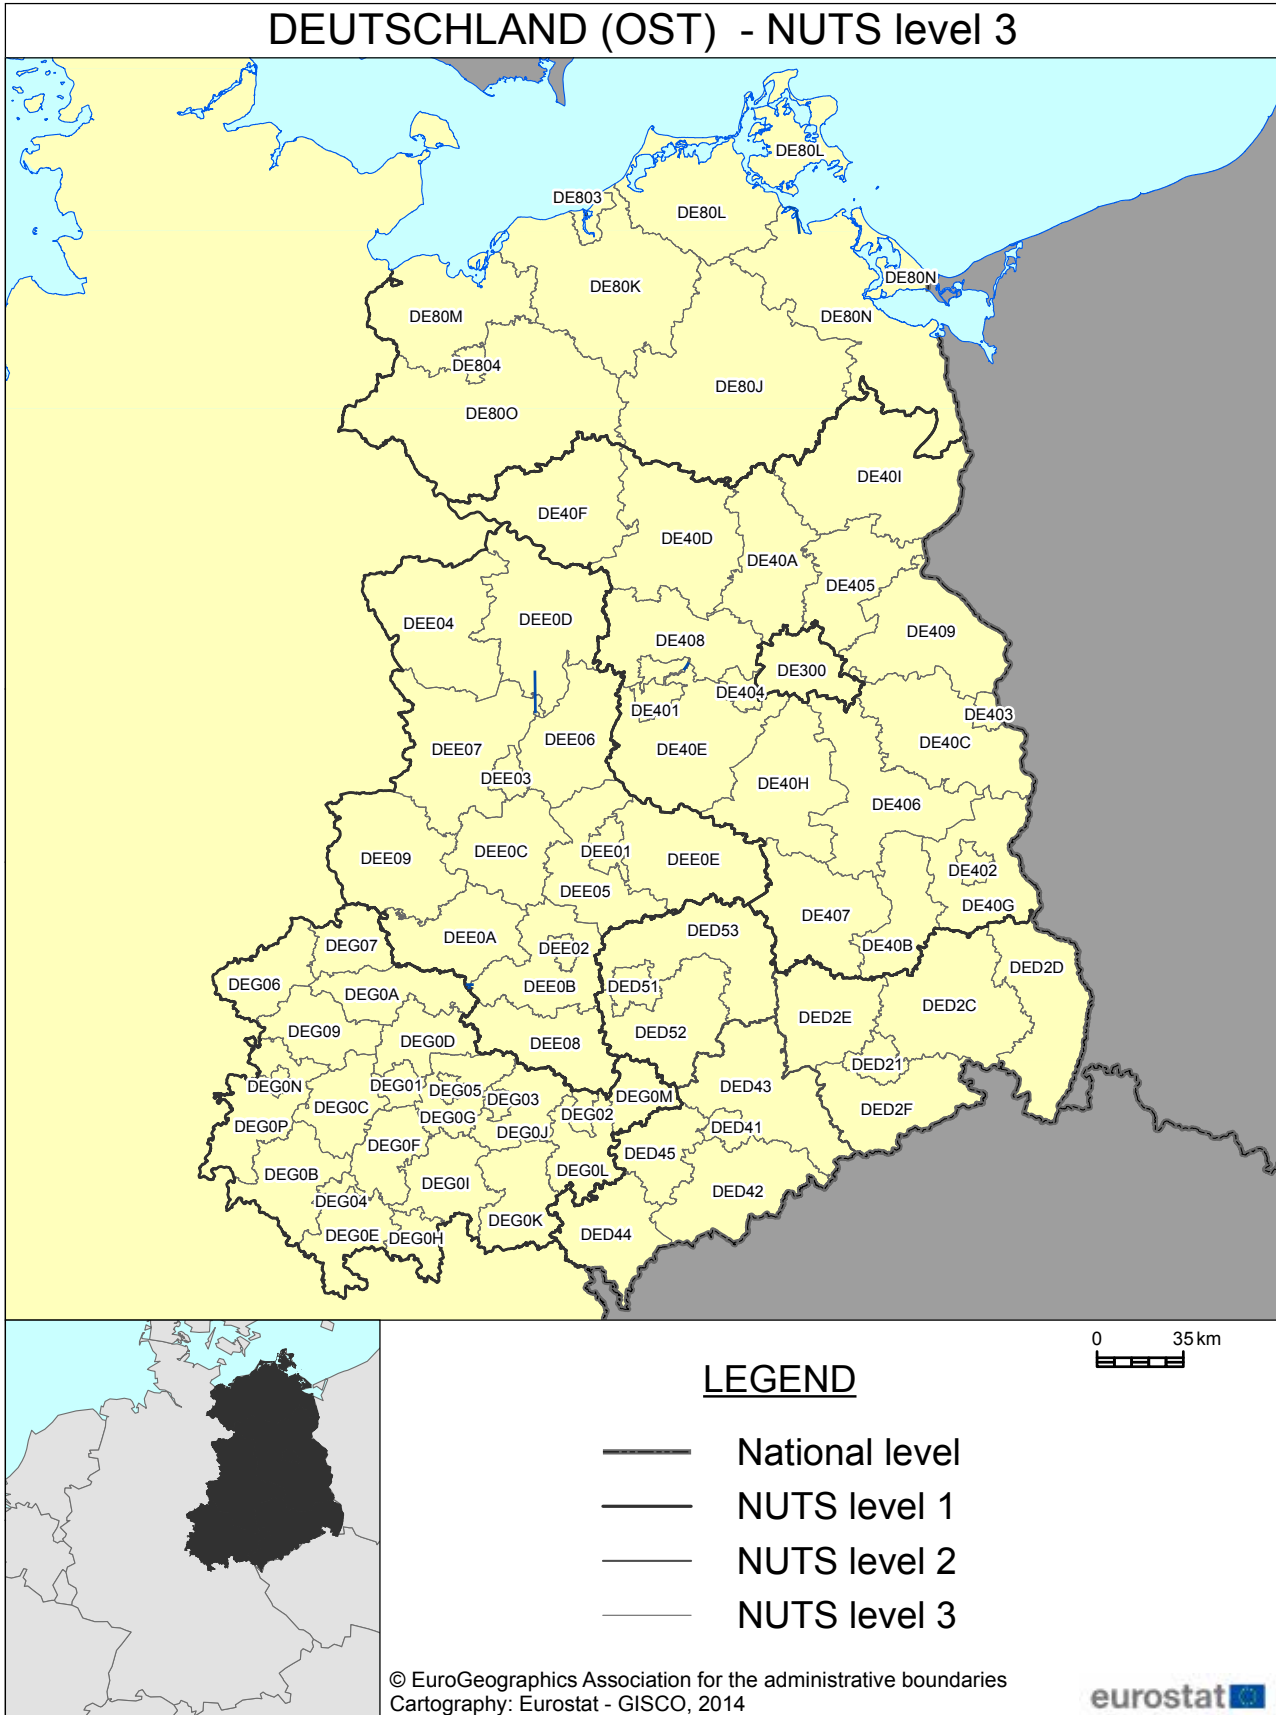 DEUTSCHLAND (OST) - NUTS level 3
DE80L
DE803
DE80L
DE80N
DE80K
DE80M
DE80N
DE804
DE80J
DE80O
DE40I
DE40F
DE40D
DE40A
DE405
DEE0D
DEE04
DE409
DE408
DE300
DE404
DE401
DE403
DEE06
DE40C
DEE07
DE40E
DEE03
DE40H
DE406
DEE0C
DEE01
DEE09
DEE0E
DE402
DEE05
DE40G
DE407
DED53
DEE0A
DEG07
DEE02
DE40B
DED2D
DEG06
DEE0B
DED51
DEG0A
DED2C
DED2E
DEG09
DED52
DEG0D
DEE08
DED21
DEG0N
DEG01
DEG05
DED43
DEG0M
DEG03
DEG0C
DED2F
DEG02
DEG0G
DEG0P
DED41
DEG0J
DEG0F
DED45
DEG0L
DEG0B
DEG0I
DED42
DEG04
DEG0K
DEG0E
DEG0H
DED44
0 35 km
LEGEND
National level
NUTS level 1
NUTS level 2
NUTS level 3
© EuroGeographics Association for the administrative boundaries
Cartography: Eurostat - GISCO, 2014
eurostat